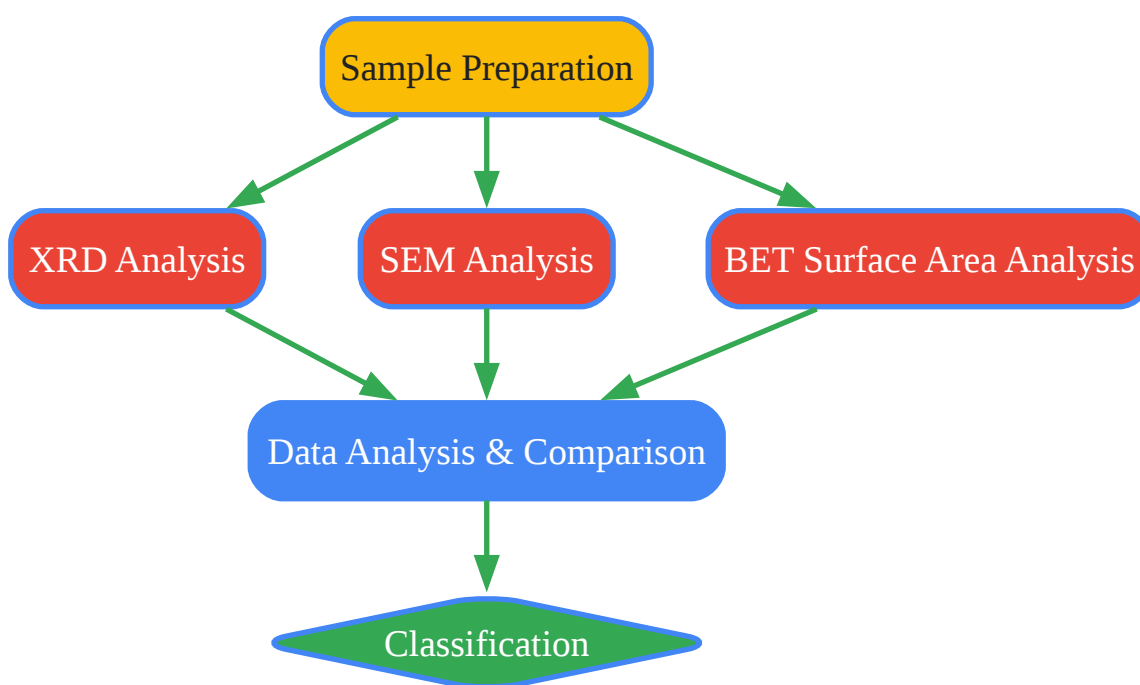 Sample Preparation
XRD Analysis
SEM Analysis
BET Surface Area Analysis
Data Analysis & Comparison
Classification